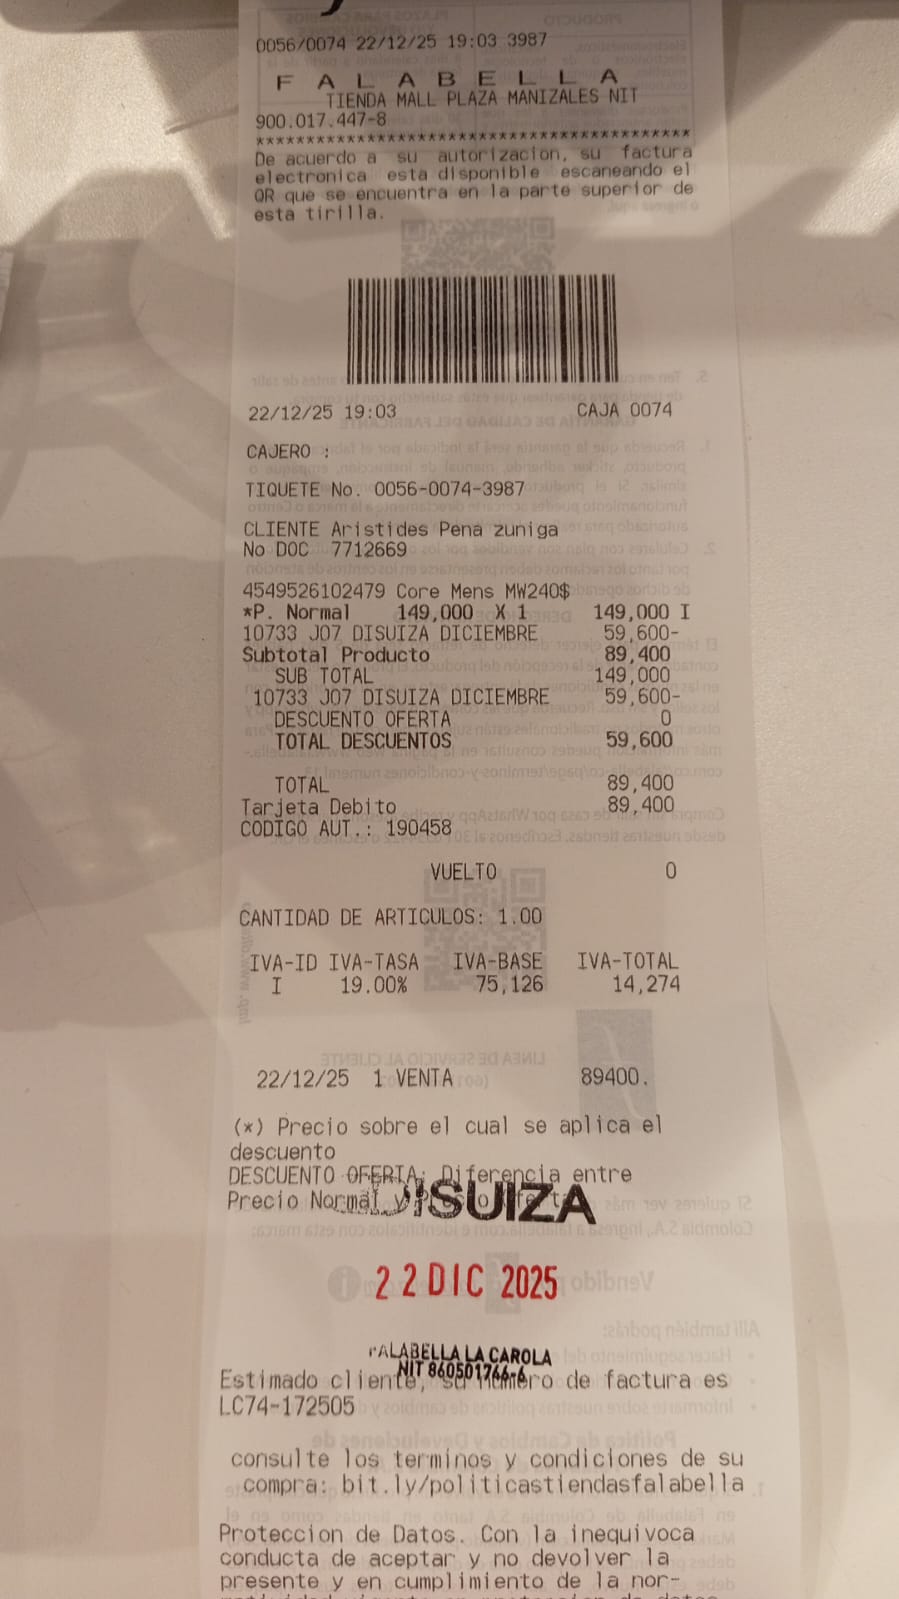 0056/0074 22/12/25 19:03 3987
F A L A B E L L A
TIENDA MALL PLAZA MANIZALES NIT
900.017.447-8
******************************************
De acuerdo a su autorizacion, su factura
electronica esta disponible escaneando el
QR que se encuentra en la parte superior de
esta tirilla.
22/12/25 19:03 CAJA 0074
CAJERO :
TIQUETE No. 0056-0074-3987
CLIENTE Aristides Pena zuniga
No DOC 7712669
4549526102479 Core Mens MW240$
*P. Normal 149,000 X 1 149,000 I
10733 J07 DISUIZA DICIEMBRE 59,600-
Subtotal Producto 89,400
SUB TOTAL 149,000
10733 J07 DISUIZA DICIEMBRE 59,600-
DESCUENTO OFERTA 0
TOTAL DESCUENTOS 59,600
TOTAL 89,400
Tarjeta Debito 89,400
CODIGO AUT.: 190458
VUELTO 0
CANTIDAD DE ARTICULOS: 1.00
IVA-ID IVA-TASA IVA-BASE IVA-TOTAL
I 19.00% 75,126 14,274
22/12/25 1 VENTA 89400.
(*) Precio sobre el cual se aplica el
descuento
DESCUENTO OFERTA: Diferencia entre
Precio Normal y
DISUIZA
22 DIC 2025
FALABELLA LA CAROLA
NIT 860501766-6
Estimado cliente, su numero de factura es
LC74-172505
consulte los terminos y condiciones de su
compra: bit.ly/politicastiendasfalabella
Proteccion de Datos. Con la inequivoca
conducta de aceptar y no devolver la
presente y en cumplimiento de la nor-